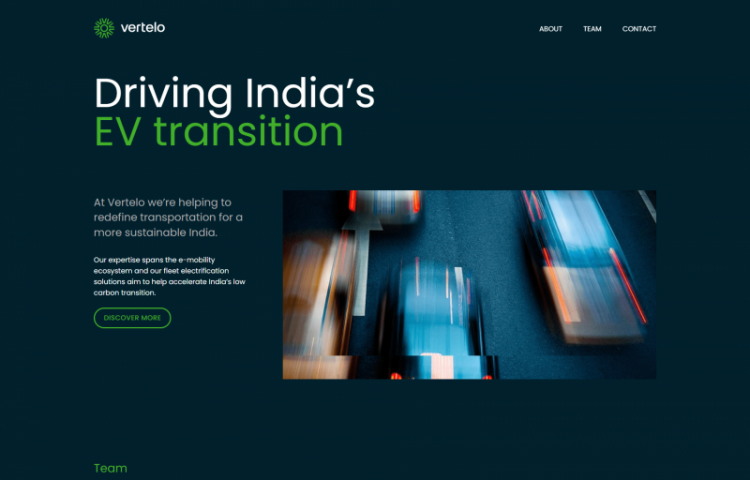 vertelo
ABOUT TEAM CONTACT
Driving India’s
EV transition
At Vertelo we’re helping to
redefine transportation for a
more sustainable India.
Our expertise spans the e-mobility
ecosystem and our fleet electrification
solutions aim to help accelerate India’s low
carbon transition.
DISCOVER MORE
Team